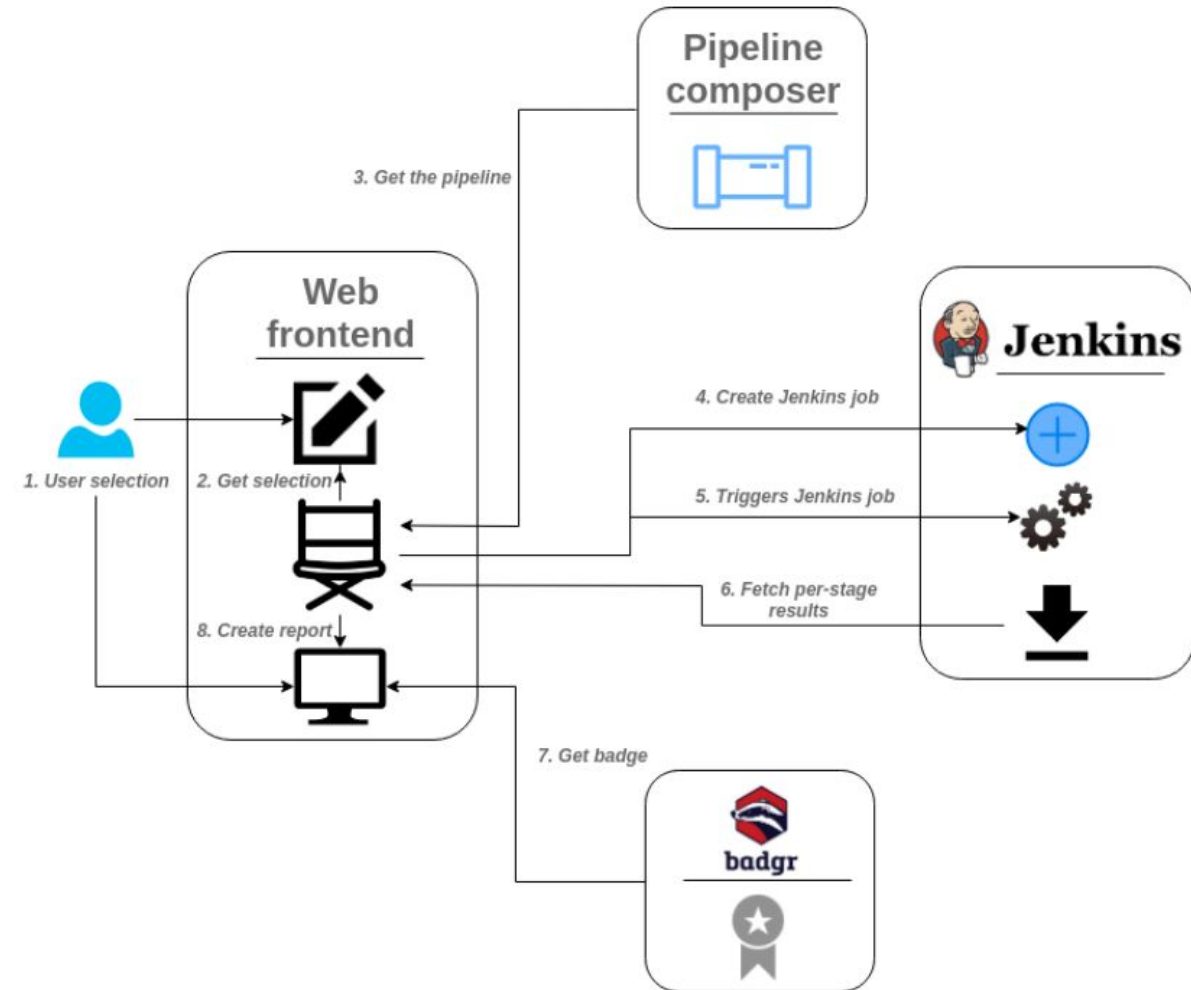 Pipeline
composer
3. Get the pipeline
Web
frontend
Jenkins
4. Create Jenkins job
1. User selection
2. Get selection
5. Triggers Jenkins job
6. Fetch per-stage
results
8. Create report
7. Get badge
badgr